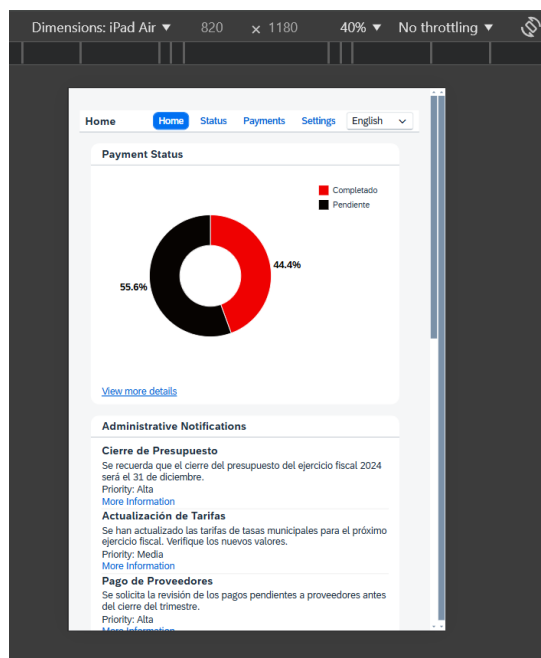 Dimensions: iPad Air ▼ 820 × 1180 40% ▼ No throttling ▼
Home Home Status Payments Settings English
Payment Status
Completado
Pendiente
44.4%
55.6%
View more details
Administrative Notifications
Cierre de Presupuesto
Se recuerda que el cierre del presupuesto del ejercicio fiscal 2024
será el 31 de diciembre.
Priority: Alta
More Information
Actualización de Tarifas
Se han actualizado las tarifas de tasas municipales para el próximo
ejercicio fiscal. Verifique los nuevos valores.
Priority: Media
More Information
Pago de Proveedores
Se solicita la revisión de los pagos pendientes a proveedores antes
del cierre del trimestre.
Priority: Alta
More Information